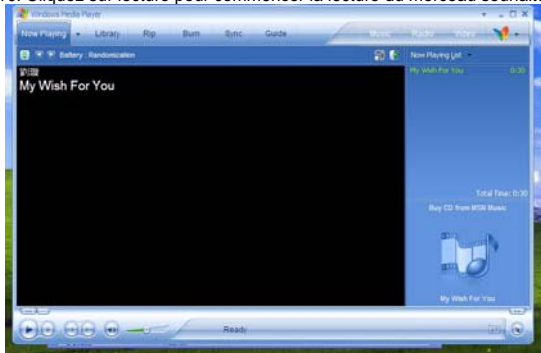 Windows Media Player
Now Playing Library Rip Burn Sync Guide Music Radio Video
Battery : Randomization
Now Playing List
My Wish For You
My Wish For You 0:30
Total Time: 0:30
Buy CD from MSN Music
My Wish For You
Ready